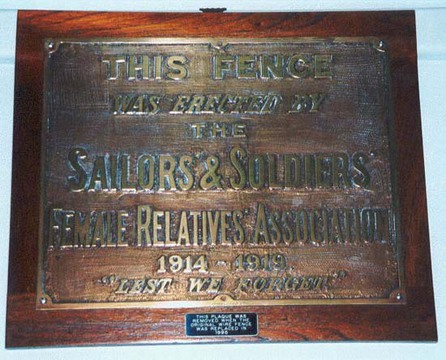 THIS FENCE
WAS ERECTED BY
THE
SAILORS' & SOLDIERS'
FEMALE RELATIVES' ASSOCIATION
1914 - 1919
"LEST WE FORGET"
THIS PLAQUE WAS
REMOVED WHEN THE
ORIGINAL WIRE FENCE
WAS REPLACED IN